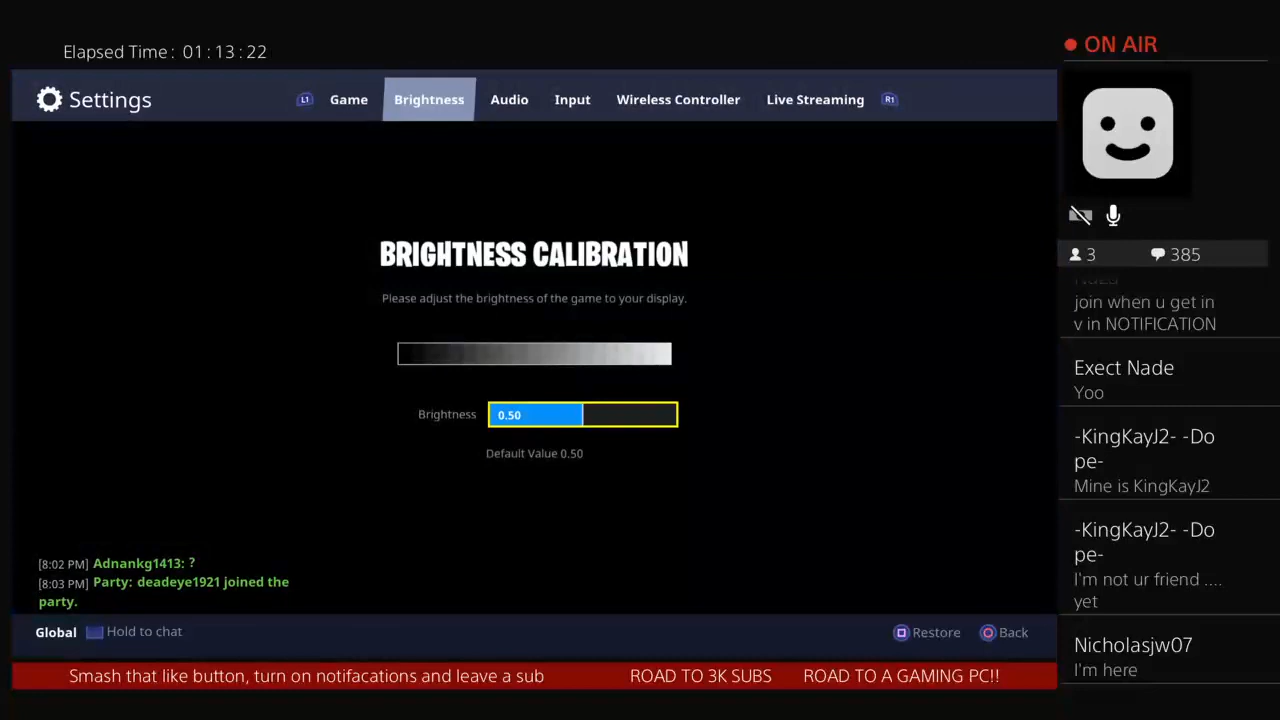 Elapsed Time: 01:13:22
ON AIR
Settings
L1 Game Brightness Audio Input Wireless Controller Live Streaming R1
BRIGHTNESS CALIBRATION
Please adjust the brightness of the game to your display.
Brightness 0.50
Default Value 0.50
[8:02 PM] Adnankg1413: ?
[8:03 PM] Party: deadeye1921 joined the
party.
Global Hold to chat
Restore Back
Smash that like button, turn on notifacations and leave a sub ROAD TO 3K SUBS ROAD TO A GAMING PC!!
3 385
join when u get in
v in NOTIFICATION
Exect Nade
Yoo
-KingKayJ2- -Do
pe-
Mine is KingKayJ2
-KingKayJ2- -Do
pe-
I'm not ur friend ....
yet
Nicholasjw07
I'm here